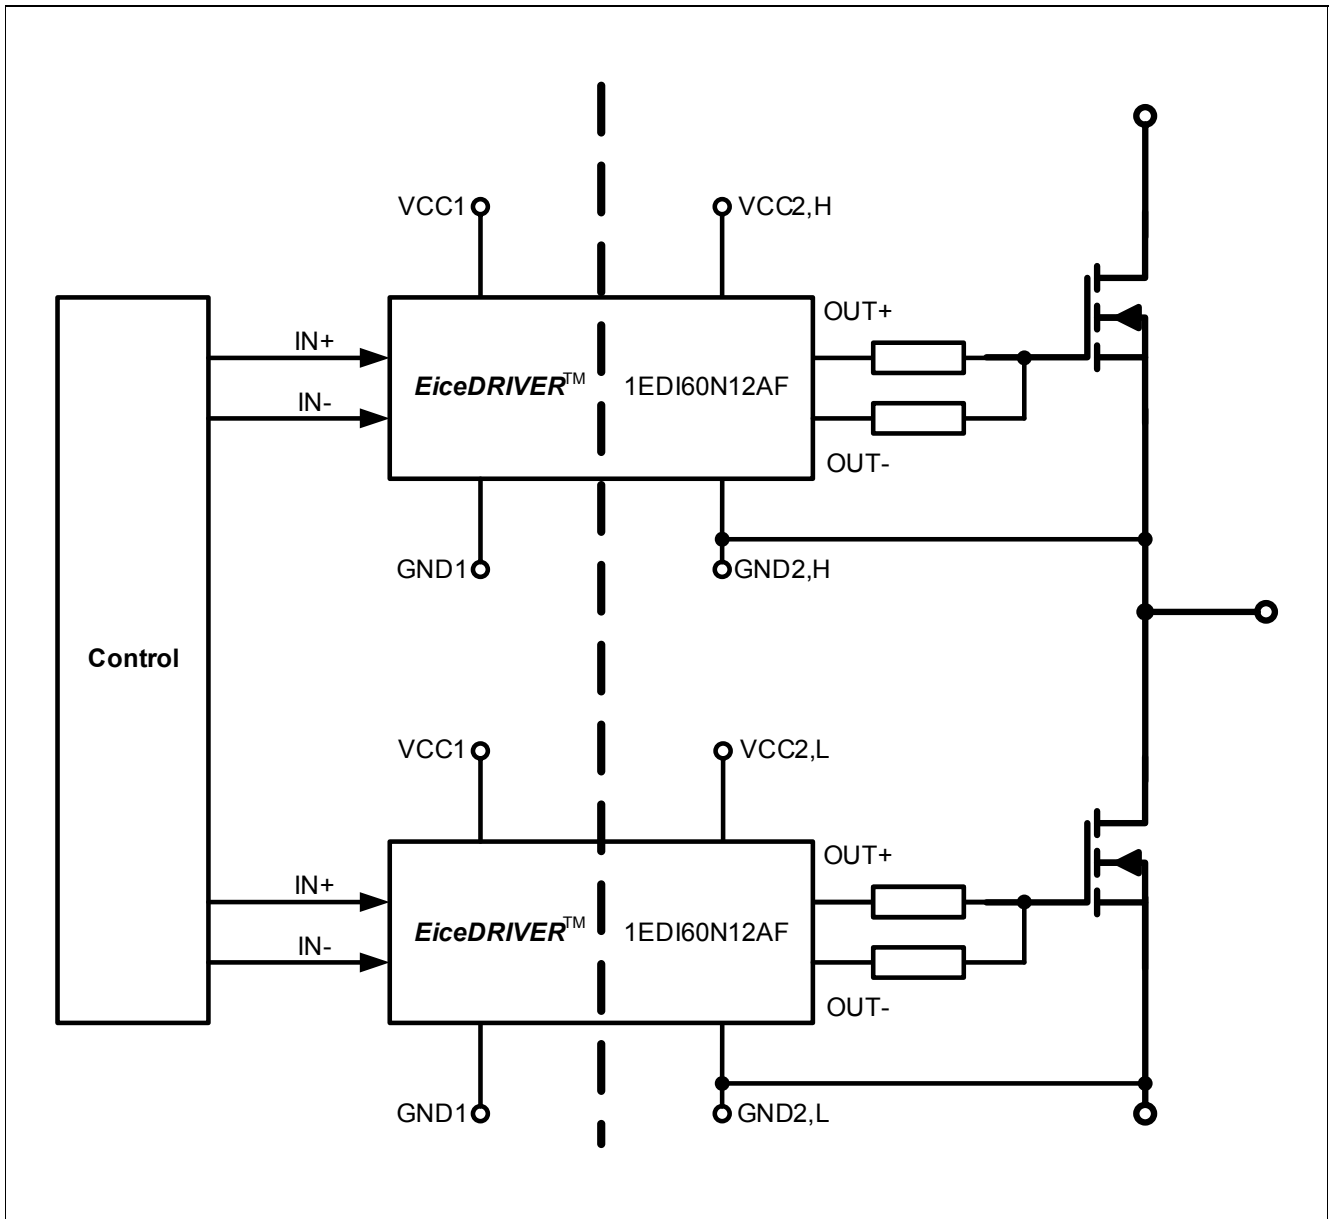 VCC1
VCC2,H
OUT+
IN+
EiceDRIVER™
1EDI60N12AF
IN-
OUT-
GND1
GND2,H
Control
VCC1
VCC2,L
OUT+
IN+
EiceDRIVER™
1EDI60N12AF
IN-
OUT-
GND1
GND2,L